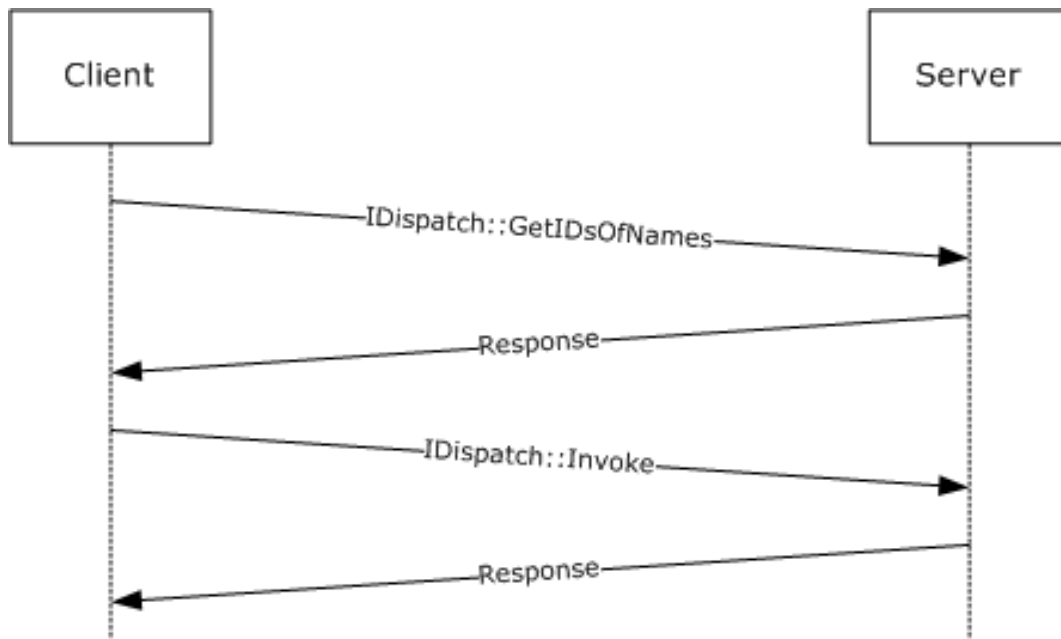 Client
Server
IDispatch::GetIDsOfNames
Response
IDispatch::Invoke
Response